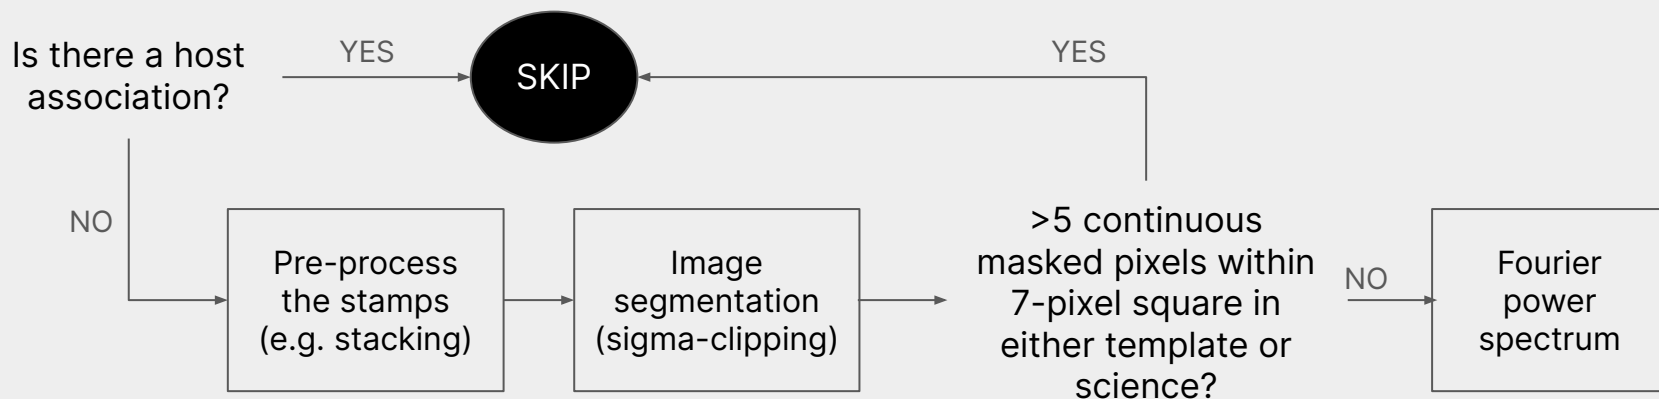 Is there a host
association?
YES
SKIP
YES
NO
Pre-process
the stamps
(e.g. stacking)
Image
segmentation
(sigma-clipping)
>5 continuous
masked pixels within
7-pixel square in
either template or
science?
NO
Fourier
power
spectrum